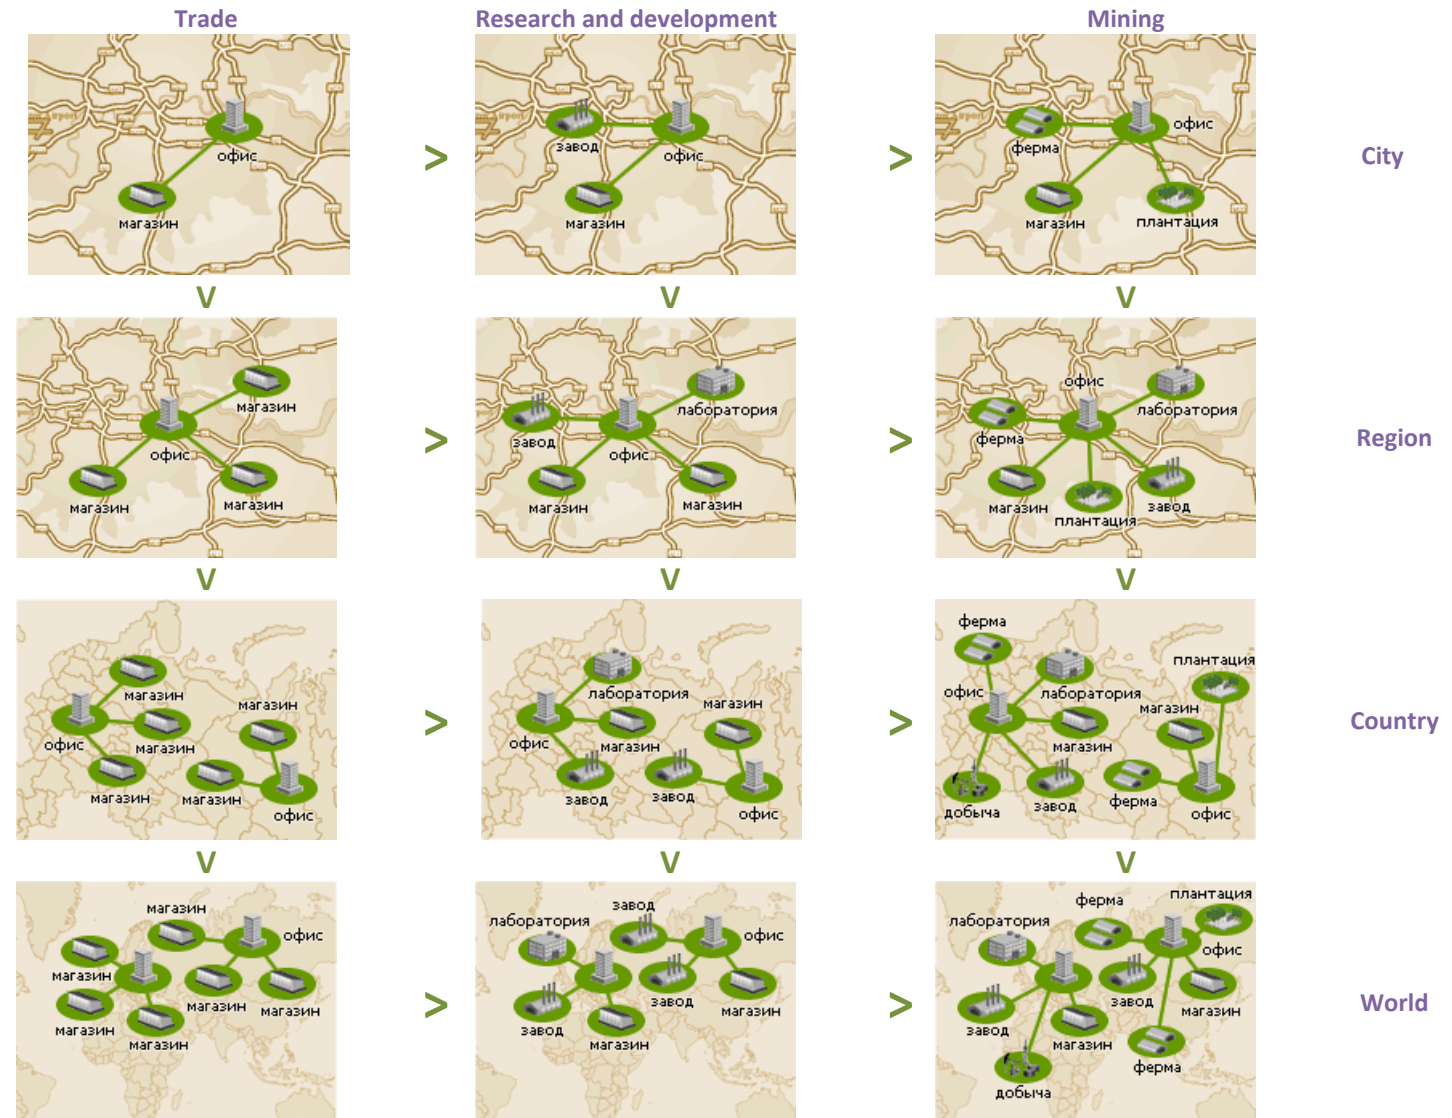 Trade
Research and development
Mining
офис
магазин
>
завод
офис
магазин
>
ферма
офис
магазин
плантация
City
V
V
V
магазин
офис
магазин
магазин
>
лаборатория
завод
офис
магазин
магазин
>
офис
лаборатория
ферма
магазин
плантация
завод
Region
V
V
V
магазин
магазин
офис
магазин
магазин
магазин
офис
>
лаборатория
магазин
офис
магазин
завод
завод
офис
>
ферма
плантация
офис
лаборатория
магазин
магазин
добыча
завод
ферма
офис
Country
V
V
V
магазин
офис
магазин
магазин
магазин
магазин
магазин
>
завод
лаборатория
офис
завод
магазин
завод
магазин
>
плантация
ферма
лаборатория
офис
завод
магазин
завод
магазин
ферма
добыча
World